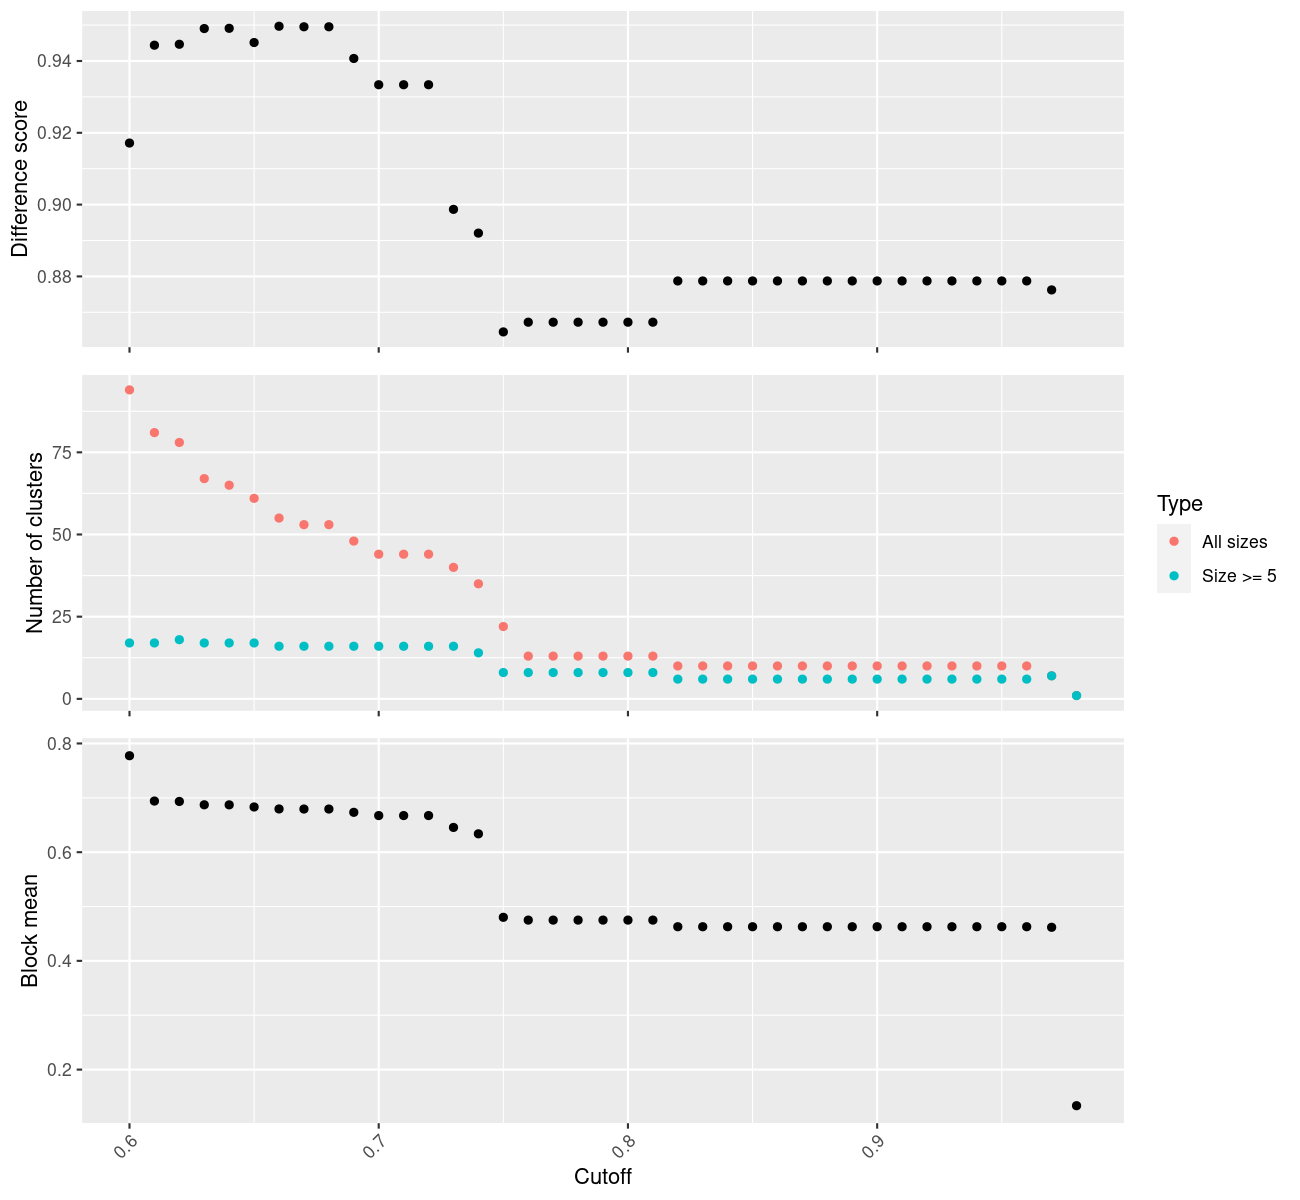 Difference score
0.94
0.92
0.90
0.88
Number of clusters
75
50
25
0
Type
All sizes
Size >= 5
Block mean
0.8
0.6
0.4
0.2
0.6 0.7 0.8 0.9
Cutoff